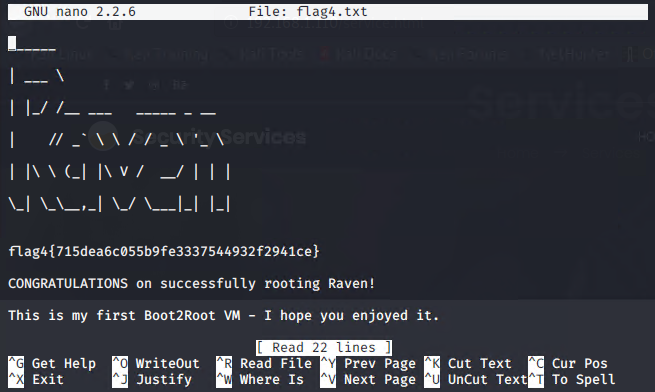 GNU nano 2.2.6 File: flag4.txt
______
| ___ \
| |_/ /__ ___   _____ _ __
|    // _` \ \ / / _ \ '_ \
| |\ \ (_| |\ V /  __/ | | |
\_| \_\__,_| \_/ \___|_| |_|
flag4{715dea6c055b9fe3337544932f2941ce}
CONGRATULATIONS on successfully rooting Raven!
This is my first Boot2Root VM - I hope you enjoyed it.
[ Read 22 lines ]
^G Get Help ^O WriteOut ^R Read File ^Y Prev Page ^K Cut Text ^C Cur Pos
^X Exit ^J Justify ^W Where Is ^V Next Page ^U UnCut Text ^T To Spell
Services
Security Services